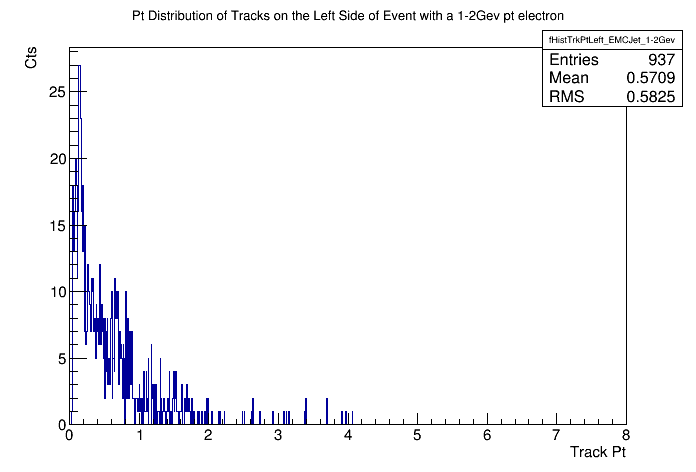 Pt Distribution of Tracks on the Left Side of Event with a 1-2Gev pt electron
fHistTrkPtLeft_EMCJet_1-2Gev
Entries 937
Mean 0.5709
RMS 0.5825
Cts
25
20
15
10
5
0
0 1 2 3 4 5 6 7 8
Track Pt